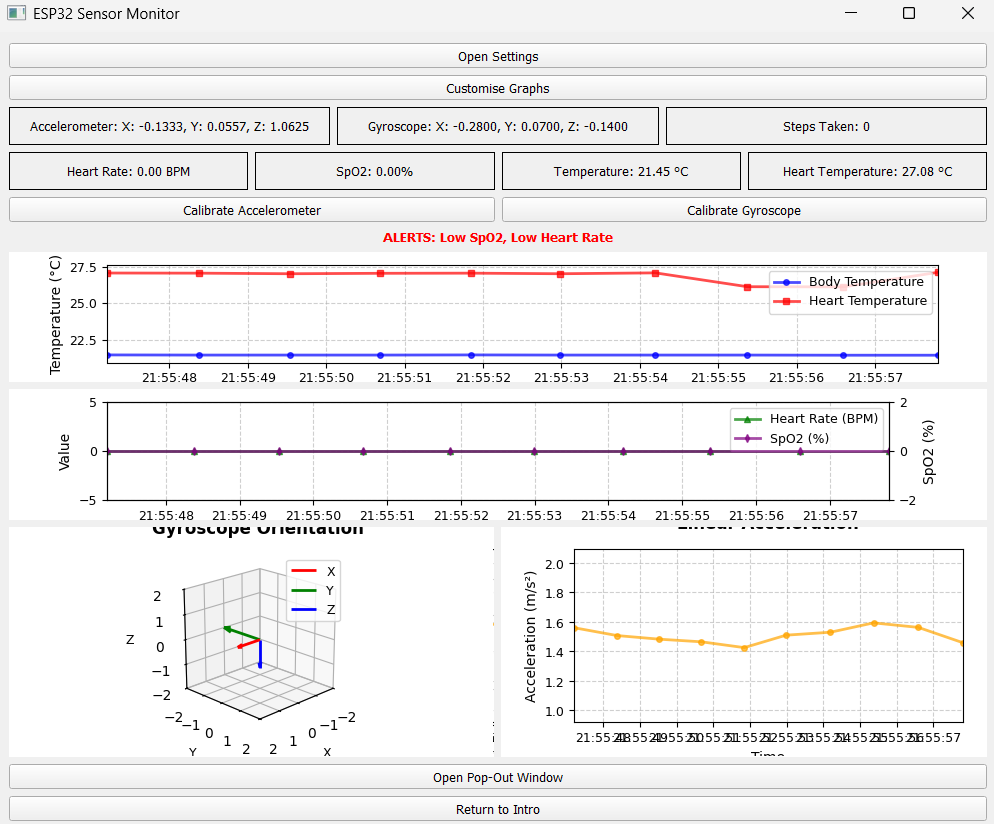 ESP32 Sensor Monitor
Open Settings
Customise Graphs
Accelerometer: X: -0.1333, Y: 0.0557, Z: 1.0625
Gyroscope: X: -0.2800, Y: 0.0700, Z: -0.1400
Steps Taken: 0
Heart Rate: 0.00 BPM
SpO2: 0.00%
Temperature: 21.45 ºC
Heart Temperature: 27.08 ºC
Calibrate Accelerometer
Calibrate Gyroscope
ALERTS: Low SpO2, Low Heart Rate
Temperature (°C)
27.5
25.0
22.5
Body Temperature
Heart Temperature
21:55:48 21:55:49 21:55:50 21:55:51 21:55:52 21:55:53 21:55:54 21:55:55 21:55:56 21:55:57
Value
5
0
−5
Heart Rate (BPM)
SpO2 (%)
2
0
−2
SpO2 (%)
21:55:48 21:55:49 21:55:50 21:55:51 21:55:52 21:55:53 21:55:54 21:55:55 21:55:56 21:55:57
Gyroscope Orientation
X
Y
Z
Z
2
1
0
−1
−2
−2 −1 0 1 2
Y
2 1 0 −1 −2
X
Linear Acceleration
Acceleration (m/s²)
2.0
1.8
1.6
1.4
1.2
1.0
21:55:48 21:55:49 21:55:50 21:55:51 21:55:52 21:55:53 21:55:54 21:55:55 21:55:56 21:55:57
Time
Open Pop-Out Window
Return to Intro